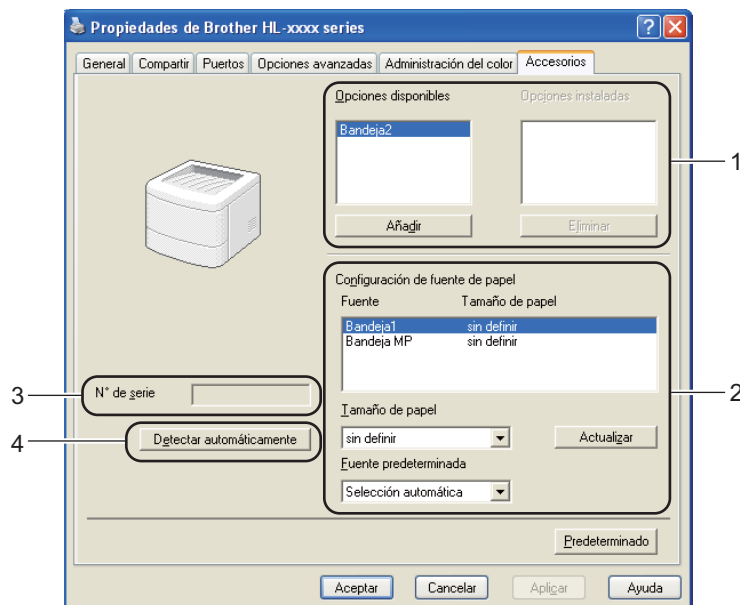 Propiedades de Brother HL-xxxx series
General Compartir Puertos Opciones avanzadas Administración del color Accesorios
Opciones disponibles Opciones instaladas
Bandeja2
1
Añadir Eliminar
Configuración de fuente de papel
Fuente Tamaño de papel
Bandeja1 sin definir
Bandeja MP sin definir
3 N° de serie
2
Tamaño de papel
4 Detectar automáticamente
sin definir Actualizar
Fuente predeterminada
Selección automática
Predeterminado
Aceptar Cancelar Aplicar Ayuda